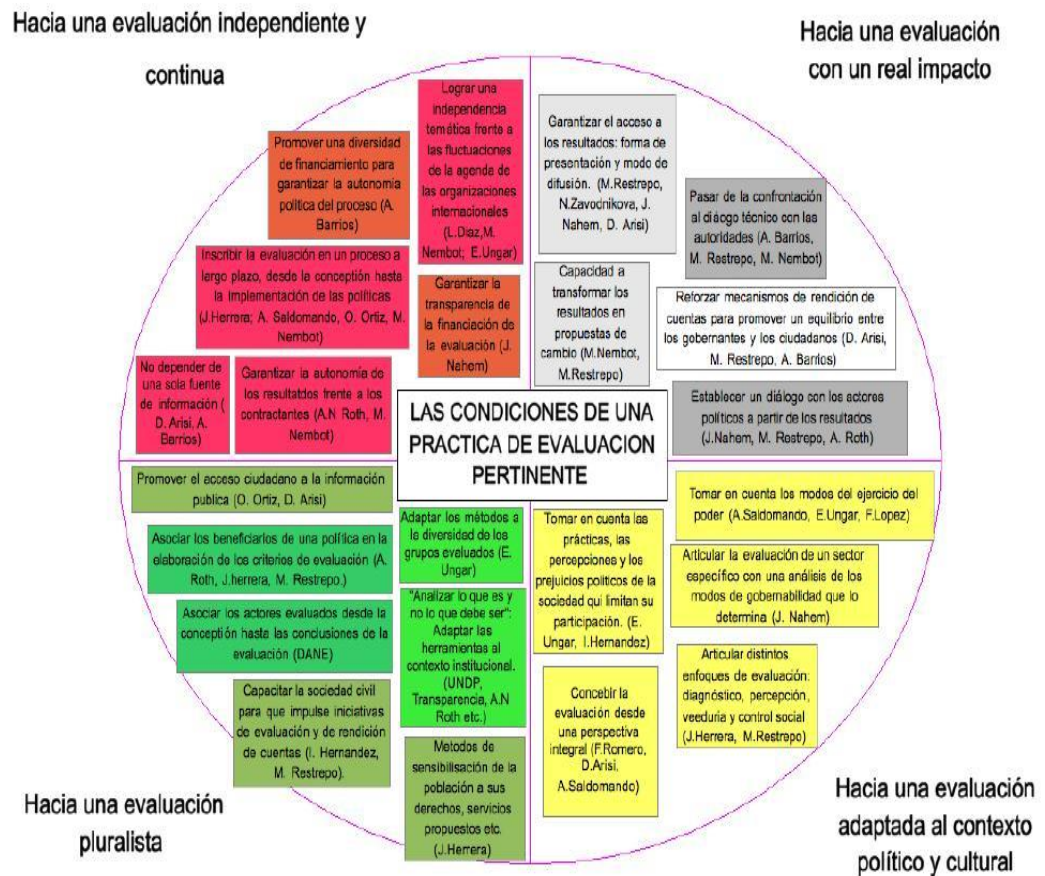 Hacia una evaluación independiente y
continua
Hacia una evaluación
con un real impacto
Promover una diversidad
de financiamiento para
garantizar la autonomía
política del proceso (A.
Barrios)
Lograr una
independencia
temática frente a
las fluctuaciones
de la agenda de
las organizaciones
internacionales
(L.Diaz,M.
Nembot; E.Ungar)
Inscribir la evaluación en un proceso a
largo plazo, desde la conceptión hasta
la implementación de las políticas
(J.Herrera; A. Saldomando, O. Ortiz, M.
Nembot)
Garantizar la
transparencia de
la financiación de
la evaluación (J.
Nahem)
No depender de
una sola fuente
de información (
D. Arisi, A.
Barrios)
Garantizar la autonomía de
los resultatdos frente a los
contractantes (A.N Roth, M.
Nembot)
Garantizar el acceso a
los resultados: forma de
presentación y modo de
difusión. (M.Restrepo,
N.Zavodnikova, J.
Nahem, D. Arisi)
Pasar de la confrontación
al diálogo técnico con las
autoridades (A. Barrios,
M. Restrepo, M. Nembot)
Capacidad a
transformar los
resultados en
propuestas de
cambio (M.Nembot,
M.Restrepo)
Reforzar mecanismos de rendición de
cuentas para promover un equilibrio entre
los gobernantes y los ciudadanos (D. Arisi,
M. Restrepo, A. Barrios)
Establecer un diálogo con los actores
políticos a partir de los resultados
(J.Nahem, M. Restrepo, A. Roth)
LAS CONDICIONES DE UNA
PRACTICA DE EVALUACION
PERTINENTE
Promover el acceso ciudadano a la información
publica (O. Ortiz, D. Arisi)
Asociar los beneficiarios de una política en la
elaboración de los criterios de evaluación (A.
Roth, J.herrera, M. Restrepo.)
Asociar los actores evaluados desde la
conceptión hasta las conclusiones de la
evaluación (DANE)
Capacitar la sociedad civil
para que impulse iniciativas
de evaluación y de rendición
de cuentas (I. Hernandez,
M. Restrepo).
Adaptar los métodos a
la diversidad de los
grupos evaluados (E.
Ungar)
"Analizar lo que es y
no lo que debe ser":
Adaptar las
herramientas al
contexto institucional.
(UNDP,
Transparencia, A.N
Roth etc.)
Metodos de
sensibilisación de la
población a sus
derechos, servicios
propuestos etc.
(J.Herrera)
Tomar en cuenta las
prácticas, las
percepciones y los
prejuicios políticos de la
sociedad qui limitan su
participación. (E.
Ungar, I.Hernandez)
Concebir la
evaluación desde
una perspectiva
integral (F.Romero,
D.Arisi,
A.Saldomando)
Tomar en cuenta los modos del ejercicio del
poder (A.Saldomando, E.Ungar, F.Lopez)
Articular la evaluación de un sector
específico con una análisis de los
modos de gobernabilidad que lo
determina (J. Nahem)
Articular distintos
enfoques de evaluación:
diagnóstico, percepción,
veeduria y control social
(J.Herrera, M.Restrepo)
Hacia una evaluación
pluralista
Hacia una evaluación
adaptada al contexto
político y cultural